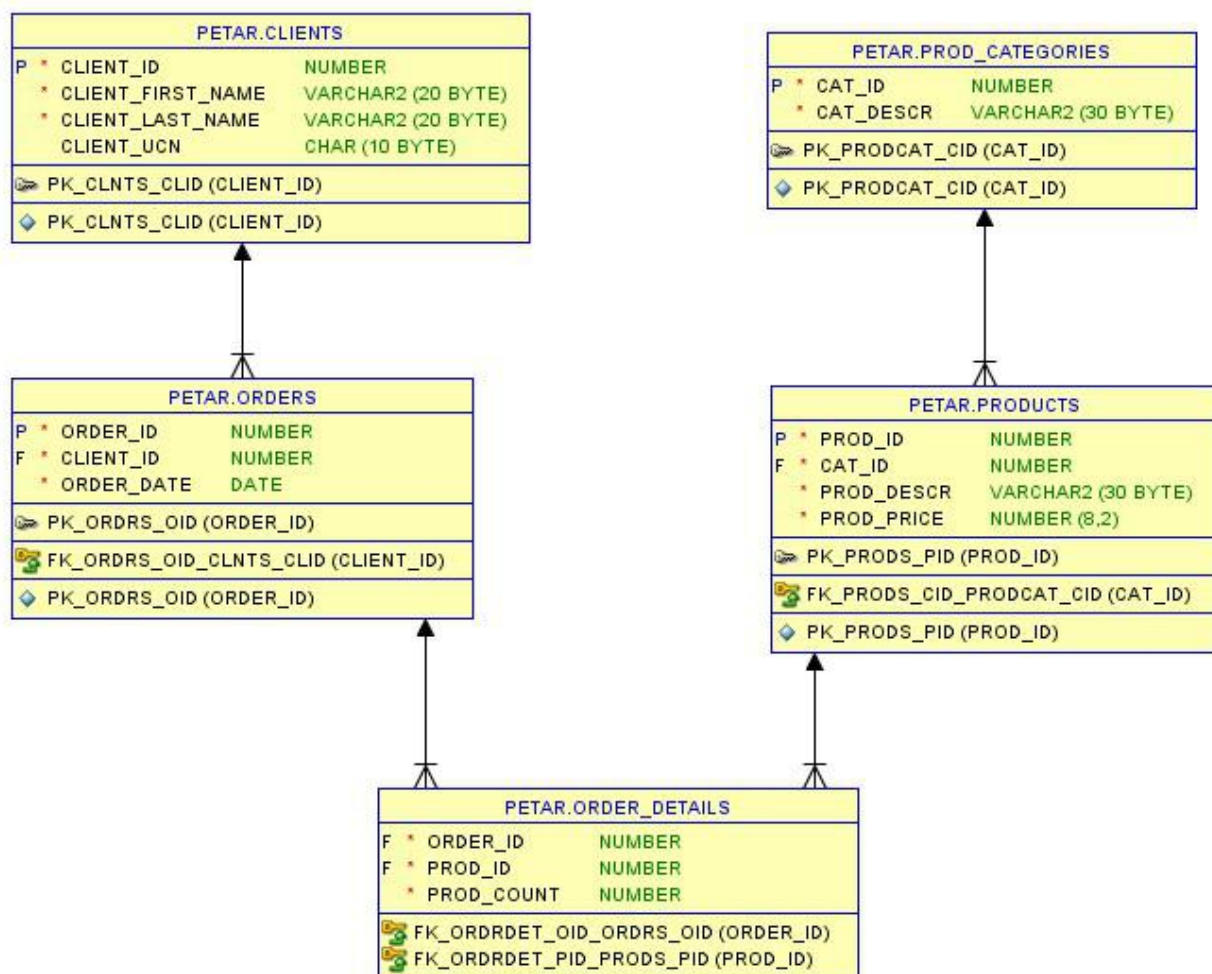 PETAR.CLIENTS
P * CLIENT_ID NUMBER
* CLIENT_FIRST_NAME VARCHAR2 (20 BYTE)
* CLIENT_LAST_NAME VARCHAR2 (20 BYTE)
CLIENT_UCN CHAR (10 BYTE)
PK_CLNTS_CLID (CLIENT_ID)
PK_CLNTS_CLID (CLIENT_ID)
PETAR.PROD_CATEGORIES
P * CAT_ID NUMBER
* CAT_DESCR VARCHAR2 (30 BYTE)
PK_PRODCAT_CID (CAT_ID)
PK_PRODCAT_CID (CAT_ID)
PETAR.ORDERS
P * ORDER_ID NUMBER
F * CLIENT_ID NUMBER
* ORDER_DATE DATE
PK_ORDRS_OID (ORDER_ID)
FK_ORDRS_OID_CLNTS_CLID (CLIENT_ID)
PK_ORDRS_OID (ORDER_ID)
PETAR.PRODUCTS
P * PROD_ID NUMBER
F * CAT_ID NUMBER
* PROD_DESCR VARCHAR2 (30 BYTE)
* PROD_PRICE NUMBER (8,2)
PK_PRODS_PID (PROD_ID)
FK_PRODS_CID_PRODCAT_CID (CAT_ID)
PK_PRODS_PID (PROD_ID)
PETAR.ORDER_DETAILS
F * ORDER_ID NUMBER
F * PROD_ID NUMBER
* PROD_COUNT NUMBER
FK_ORDRDET_OID_ORDRS_OID (ORDER_ID)
FK_ORDRDET_PID_PRODS_PID (PROD_ID)